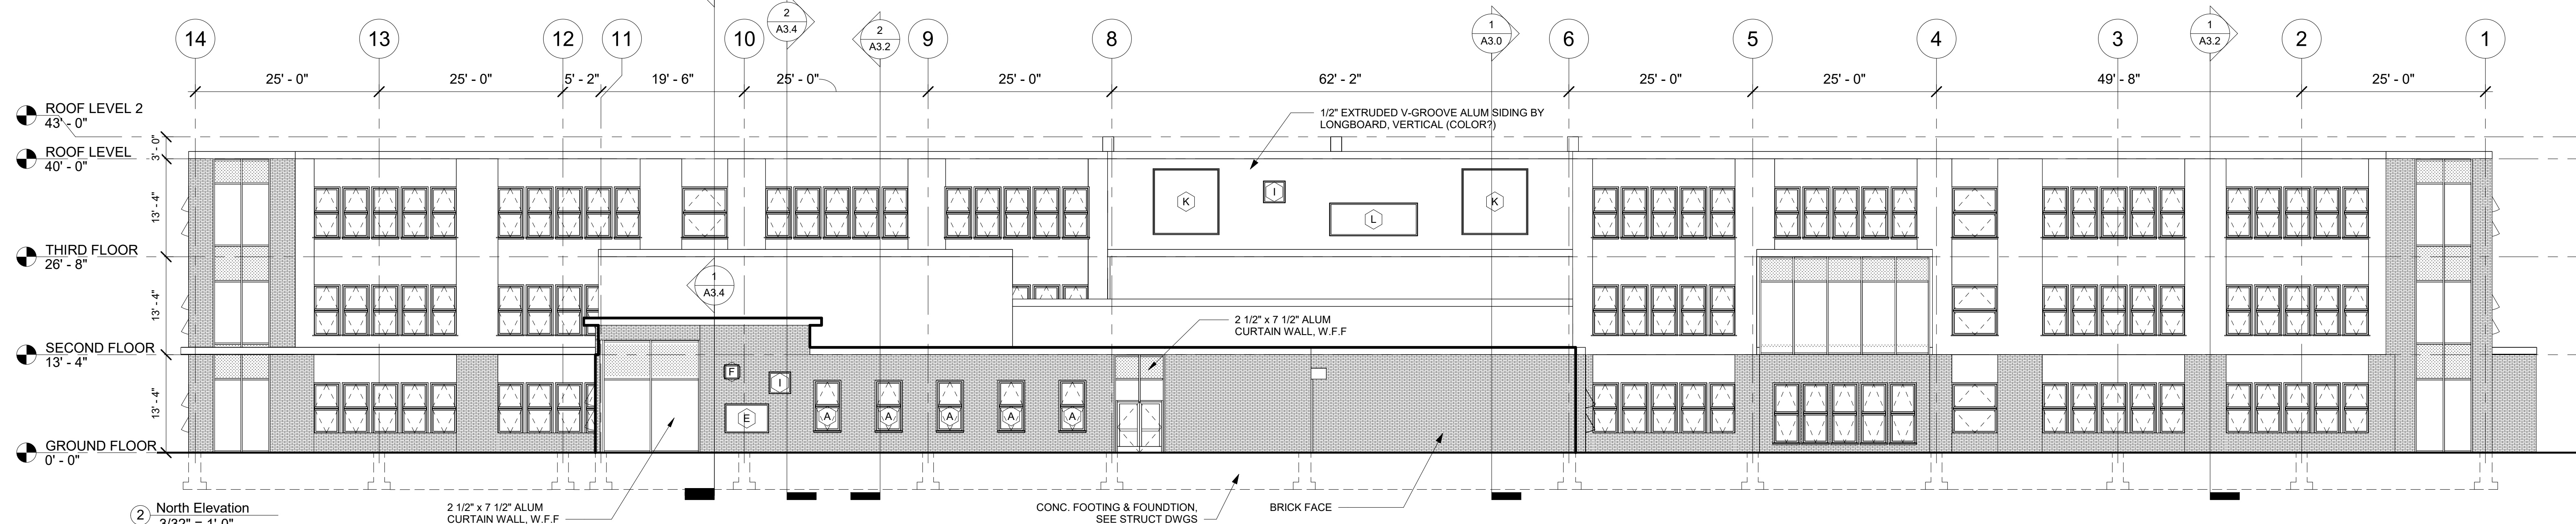 2
A3.4
2
A3.2
1
A3.0
1
A3.2
14
13
12
11
10
9
8
6
5
4
3
2
1
25' - 0"
25' - 0"
5' - 2"
19' - 6"
25' - 0"
25' - 0"
62' - 2"
25' - 0"
25' - 0"
49' - 8"
25' - 0"
ROOF LEVEL 2
43' - 0"
3' - 0"
ROOF LEVEL
40' - 0"
13' - 4"
THIRD FLOOR
26' - 8"
13' - 4"
SECOND FLOOR
13' - 4"
13' - 4"
GROUND FLOOR
0' - 0"
1/2" EXTRUDED V-GROOVE ALUM SIDING BY
LONGBOARD, VERTICAL (COLOR?)
K
I
L
K
1
A3.4
2 1/2" x 7 1/2" ALUM
CURTAIN WALL, W.F.F
F
I
E
A
A
A
A
A
2 1/2" x 7 1/2" ALUM
CURTAIN WALL, W.F.F
CONC. FOOTING & FOUNDTION,
SEE STRUCT DWGS
BRICK FACE
2
North Elevation
3/32" = 1'-0"